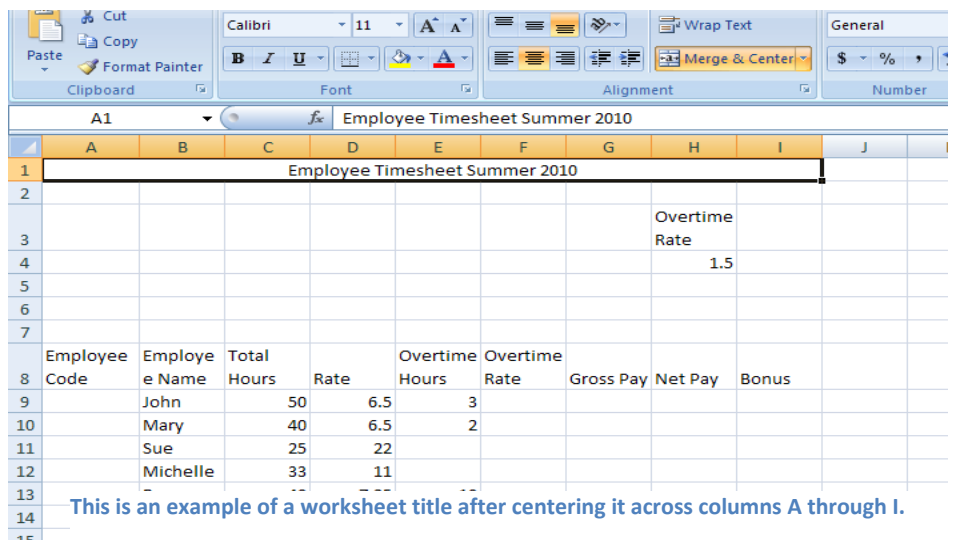 Cut
Calibri 11 A A Wrap Text General
Copy
Paste
Format Painter B I U A Merge & Center $ % ,
Clipboard Font Alignment Number
A1 fx Employee Timesheet Summer 2010
A B C D E F G H I J
1 Employee Timesheet Summer 2010
2
Overtime
3 Rate
4 1.5
5
6
7
Employee Employe Total Overtime Overtime
8 Code e Name Hours Rate Hours Rate Gross Pay Net Pay Bonus
9 John 50 6.5 3
10 Mary 40 6.5 2
11 Sue 25 22
12 Michelle 33 11
13
This is an example of a worksheet title after centering it across columns A through I.
14
15